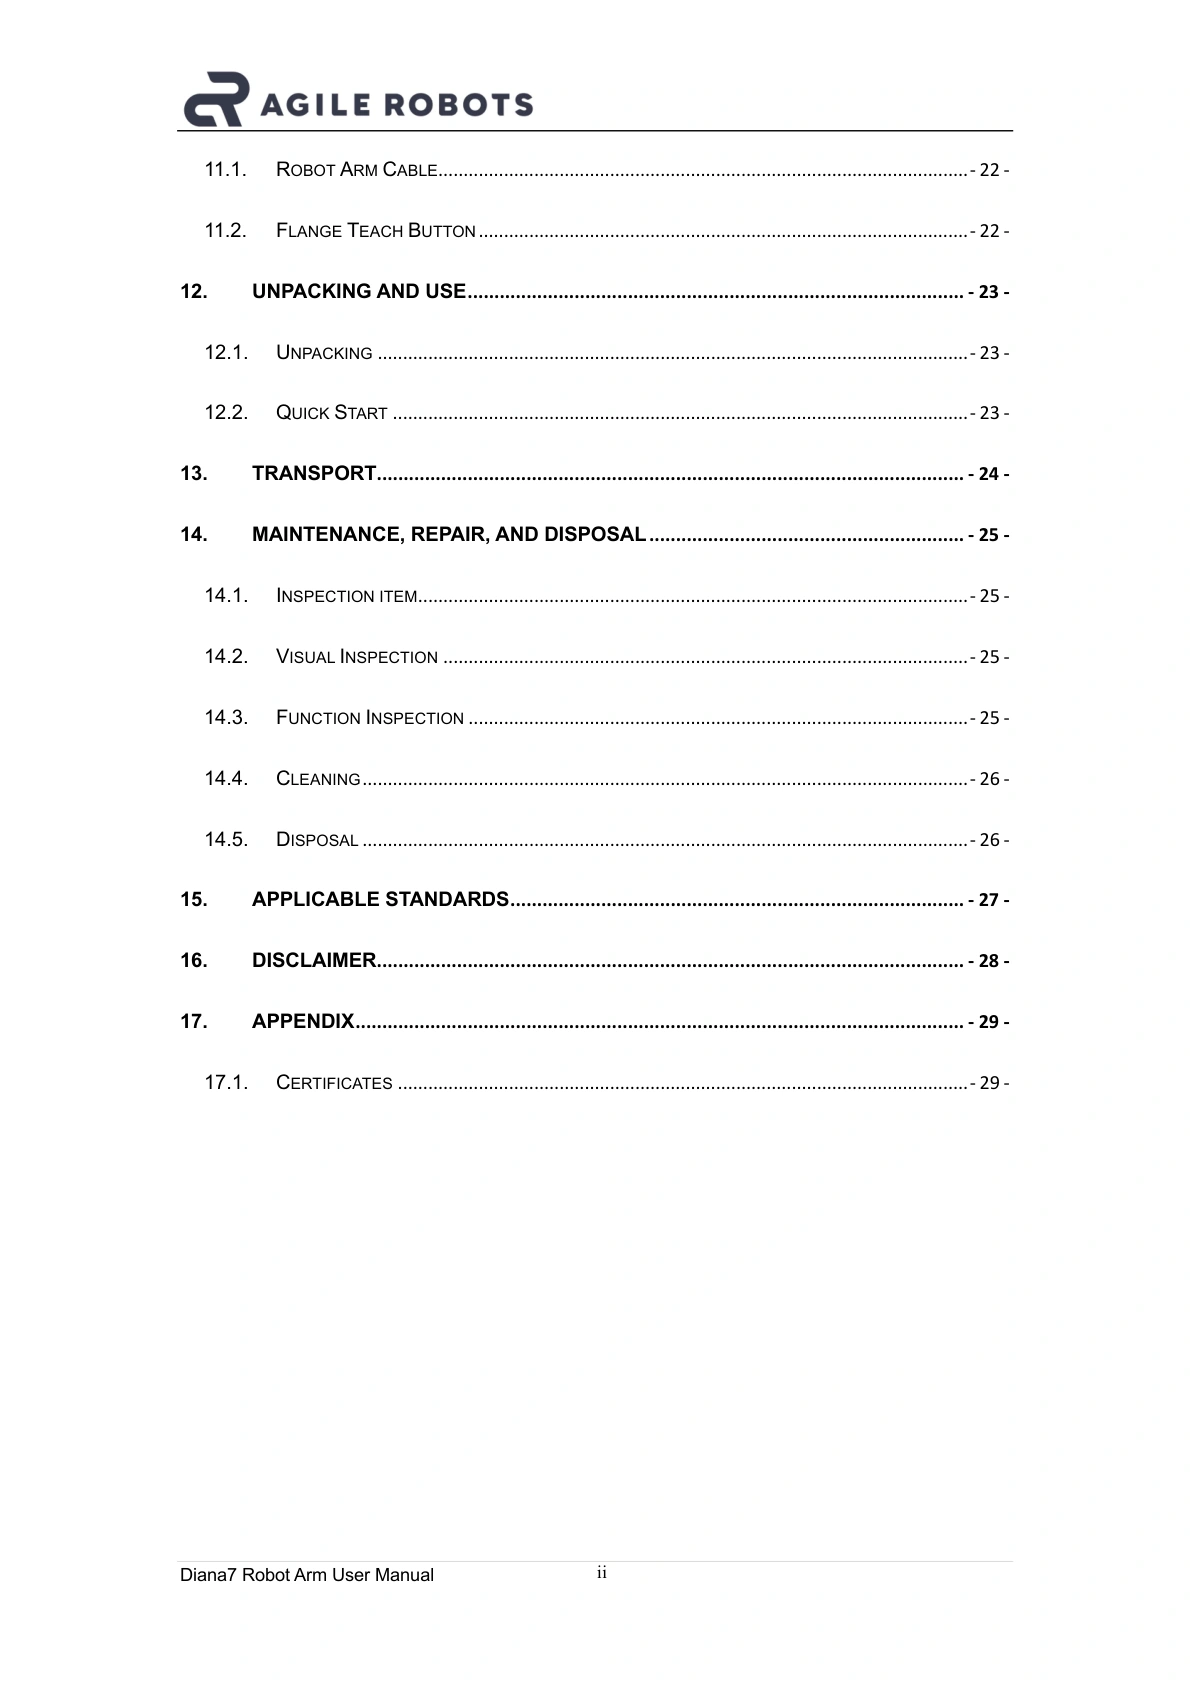 AGILE ROBOTS
11.1. Robot Arm Cable - 22 -
11.2. Flange Teach Button - 22 -
12. UNPACKING AND USE - 23 -
12.1. Unpacking - 23 -
12.2. Quick Start - 23 -
13. TRANSPORT - 24 -
14. MAINTENANCE, REPAIR, AND DISPOSAL - 25 -
14.1. Inspection item - 25 -
14.2. Visual Inspection - 25 -
14.3. Function Inspection - 25 -
14.4. Cleaning - 26 -
14.5. Disposal - 26 -
15. APPLICABLE STANDARDS - 27 -
16. DISCLAIMER - 28 -
17. APPENDIX - 29 -
17.1. Certificates - 29 -
Diana7 Robot Arm User Manual ii